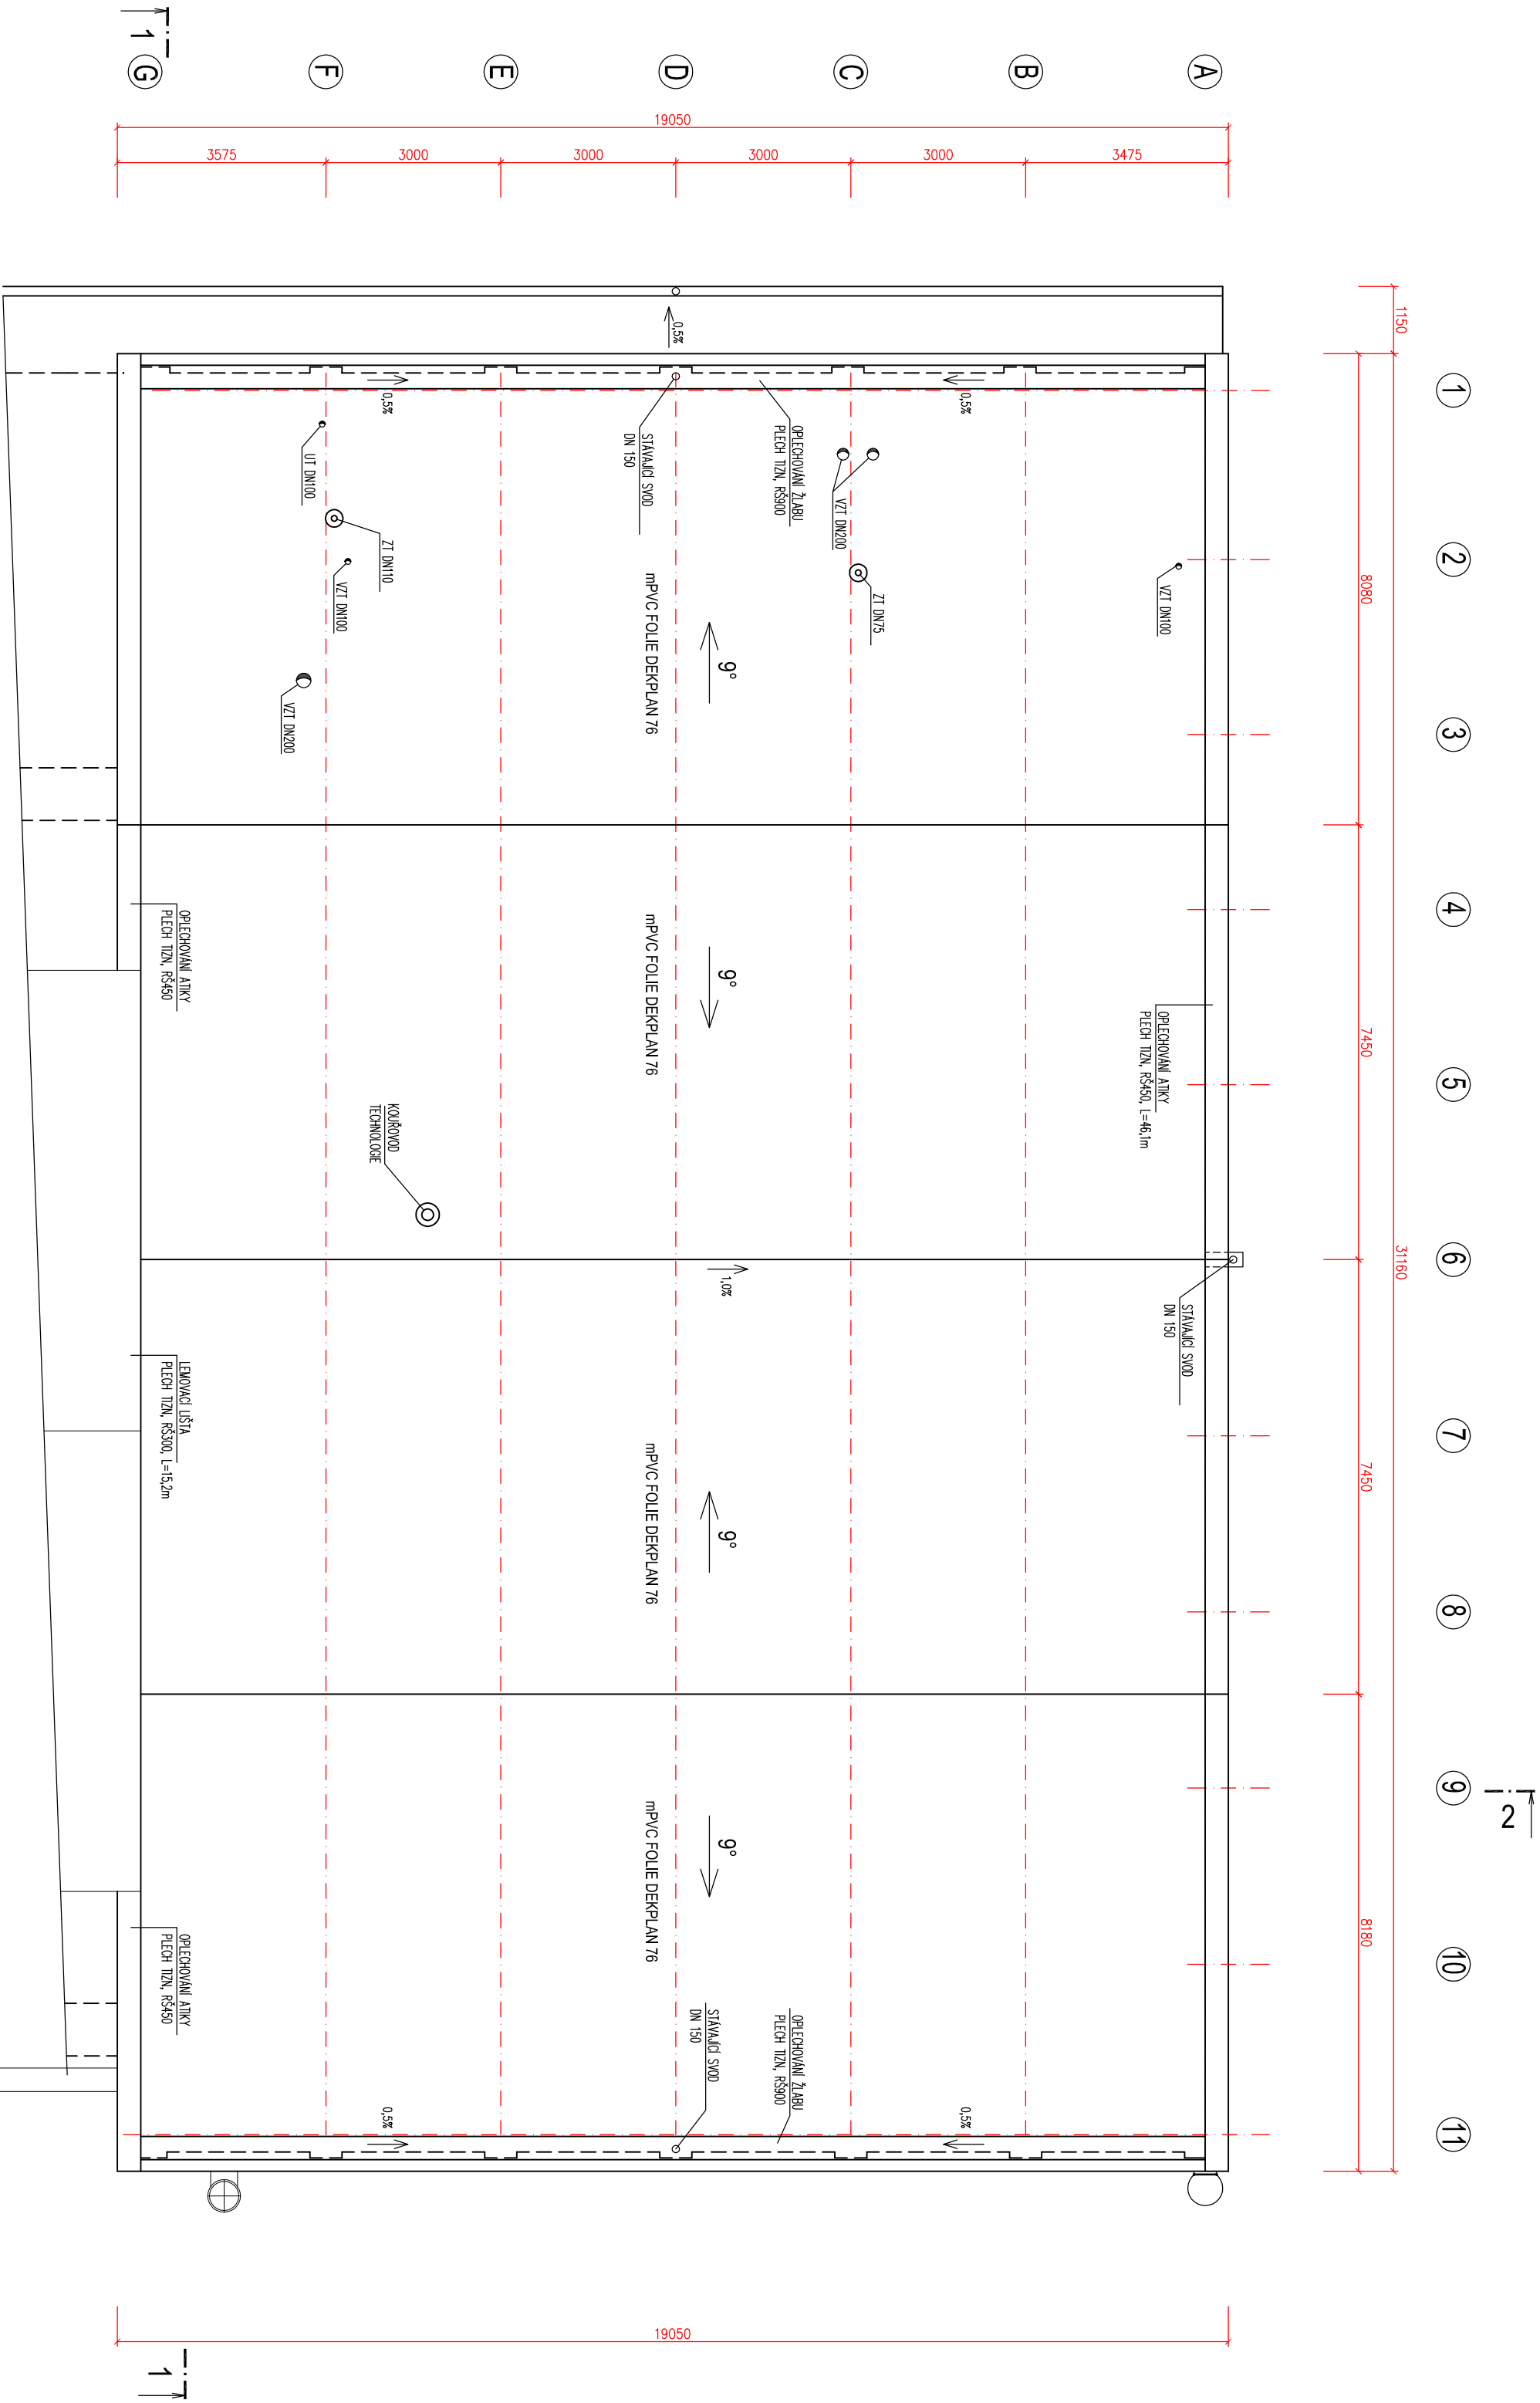 1
G
F
E
D
C
B
A
19050
3575
3000
3000
3000
3000
3475
1150
31160
8080
7450
7450
8180
1
2
3
4
5
6
7
8
9
10
11
2
0,5%
0,5%
0,5%
STÁVAJÍCÍ SVOD
DN 150
OPLECHOVÁNÍ ŽLABU
PLECH TIZN, RŠ900
UT DN100
ZT DN110
VZT DN100
VZT DN200
VZT DN200
ZT DN75
VZT DN100
9°
mPVC FOLIE DEKPLAN 76
OPLECHOVÁNÍ ATIKY
PLECH TIZN, RŠ450
9°
mPVC FOLIE DEKPLAN 76
OPLECHOVÁNÍ ATIKY
PLECH TIZN, RŠ450, L=46,1m
KOUŘOVOD
TECHNOLOGIE
1,0%
STÁVAJÍCÍ SVOD
DN 150
LEMOVACÍ LIŠTA
PLECH TIZN, RŠ300, L=15,2m
9°
mPVC FOLIE DEKPLAN 76
9°
mPVC FOLIE DEKPLAN 76
OPLECHOVÁNÍ ATIKY
PLECH TIZN, RŠ450
STÁVAJÍCÍ SVOD
DN 150
OPLECHOVÁNÍ ŽLABU
PLECH TIZN, RŠ900
0,5%
0,5%
19050
1